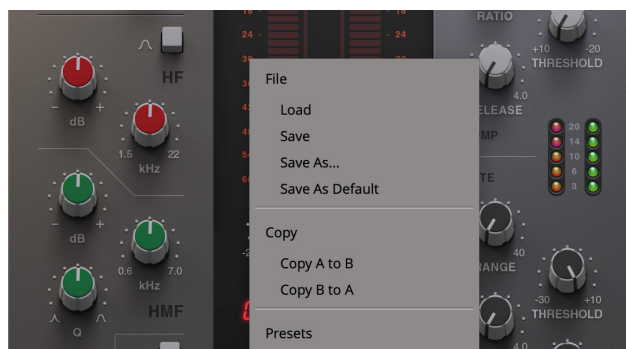 18
18
24
24
30
30
RATIO
+10
-20
THRESHOLD
HF
dB
1.5
22
kHz
4.0
File
Load
Save
Save As...
Save As Default
Copy
Copy A to B
Copy B to A
Presets
20
14
10
6
3
dB
0.6
7.0
kHz
HMF
Q
40
RANGE
-30
+10
THRESHOLD
4.0